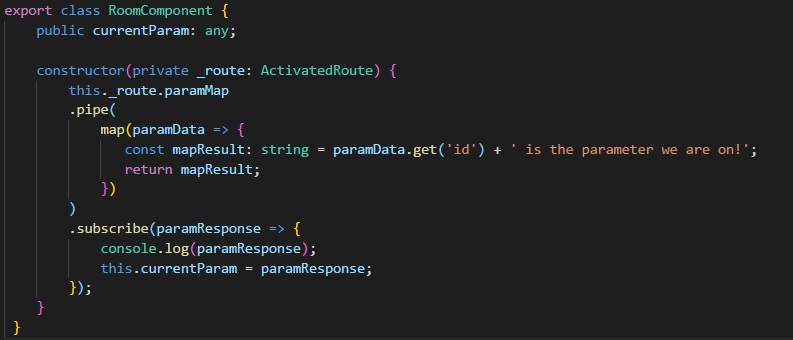 export class RoomComponent {
public currentParam: any;
constructor(private _route: ActivatedRoute) {
this._route.paramMap
.pipe(
map(paramData => {
const mapResult: string = paramData.get('id') + ' is the parameter we are on!';
return mapResult;
})
)
.subscribe(paramResponse => {
console.log(paramResponse);
this.currentParam = paramResponse;
});
}
}